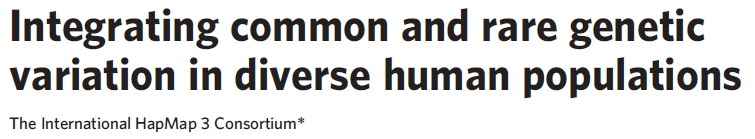 Integrating common and rare genetic
variation in diverse human populations
The International HapMap 3 Consortium*